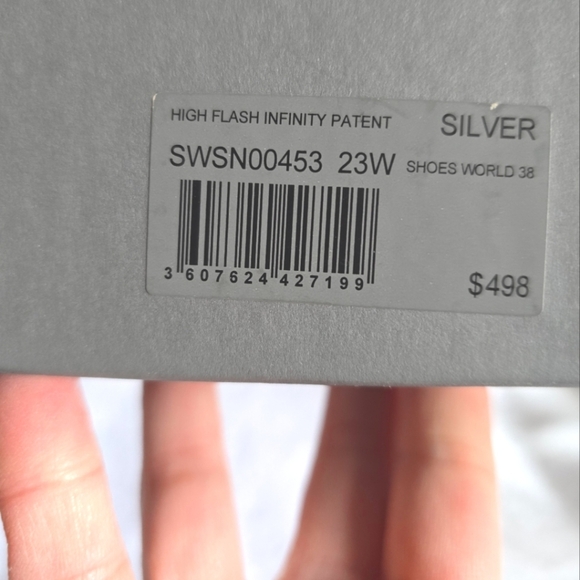 HIGH FLASH INFINITY PATENT SILVER
SWSN00453 23W SHOES WORLD 38
3 607624 427199
$498